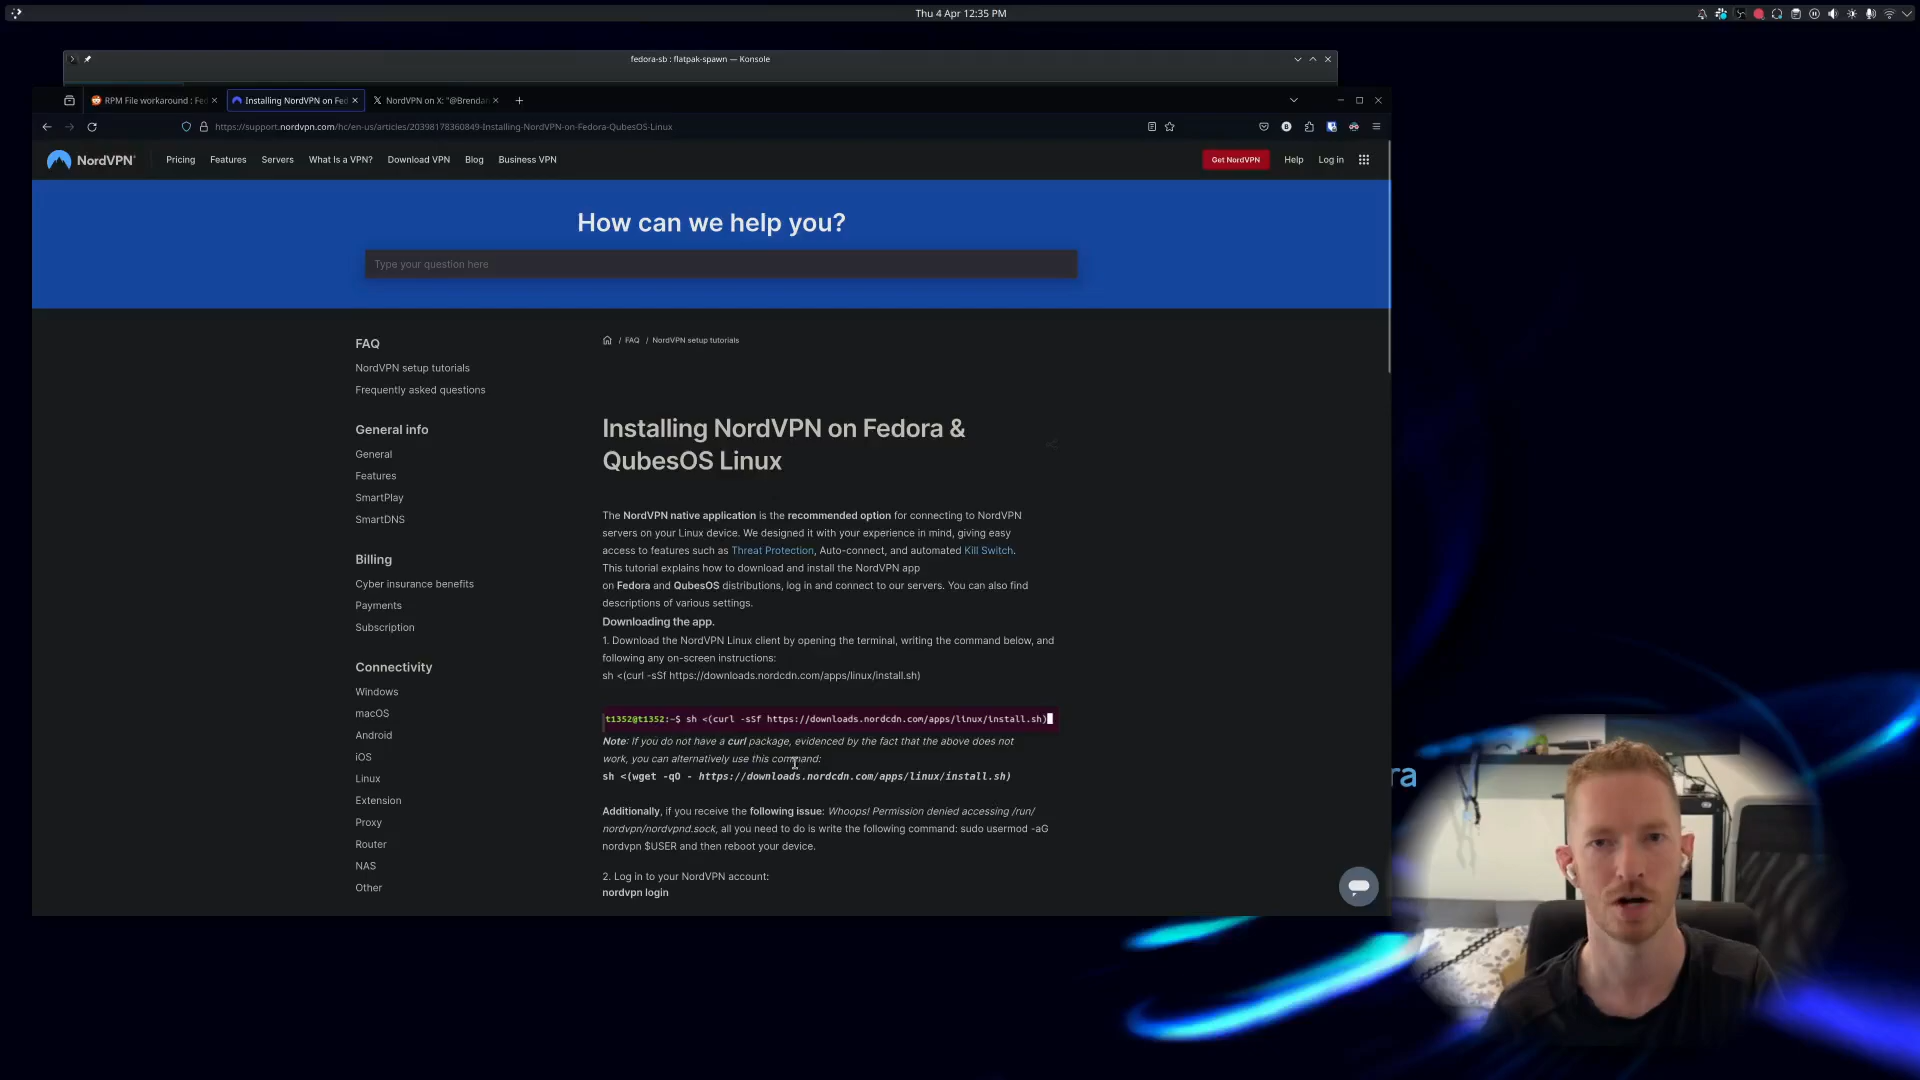 Thu 4 Apr 12:35 PM
fedora-sb : flatpak-spawn — Konsole
RPM File workaround : Fed
Installing NordVPN on Fed
NordVPN on X: "@Brendan
https://support.nordvpn.com/hc/en-us/articles/20398178360849-Installing-NordVPN-on-Fedora-QubesOS-Linux
NordVPN
Pricing
Features
Servers
What Is a VPN?
Download VPN
Blog
Business VPN
Get NordVPN
Help
Log in
How can we help you?
Type your question here
FAQ
NordVPN setup tutorials
Frequently asked questions
General info
General
Features
SmartPlay
SmartDNS
Billing
Cyber insurance benefits
Payments
Subscription
Connectivity
Windows
macOS
Android
iOS
Linux
Extension
Proxy
Router
NAS
Other
/ FAQ / NordVPN setup tutorials
Installing NordVPN on Fedora &
QubesOS Linux
The NordVPN native application is the recommended option for connecting to NordVPN
servers on your Linux device. We designed it with your experience in mind, giving easy
access to features such as Threat Protection, Auto-connect, and automated Kill Switch.
This tutorial explains how to download and install the NordVPN app
on Fedora and QubesOS distributions, log in and connect to our servers. You can also find
descriptions of various settings.
Downloading the app.
1. Download the NordVPN Linux client by opening the terminal, writing the command below, and
following any on-screen instructions:
sh <(curl -sSf https://downloads.nordcdn.com/apps/linux/install.sh)
t1352@t1352:~$ sh <(curl -sSf https://downloads.nordcdn.com/apps/linux/install.sh)
Note: If you do not have a curl package, evidenced by the fact that the above does not
work, you can alternatively use this command:
sh <(wget -qO - https://downloads.nordcdn.com/apps/linux/install.sh)
Additionally, if you receive the following issue: Whoops! Permission denied accessing /run/
nordvpn/nordvpnd.sock, all you need to do is write the following command: sudo usermod -aG
nordvpn $USER and then reboot your device.
2. Log in to your NordVPN account:
nordvpn login
ra